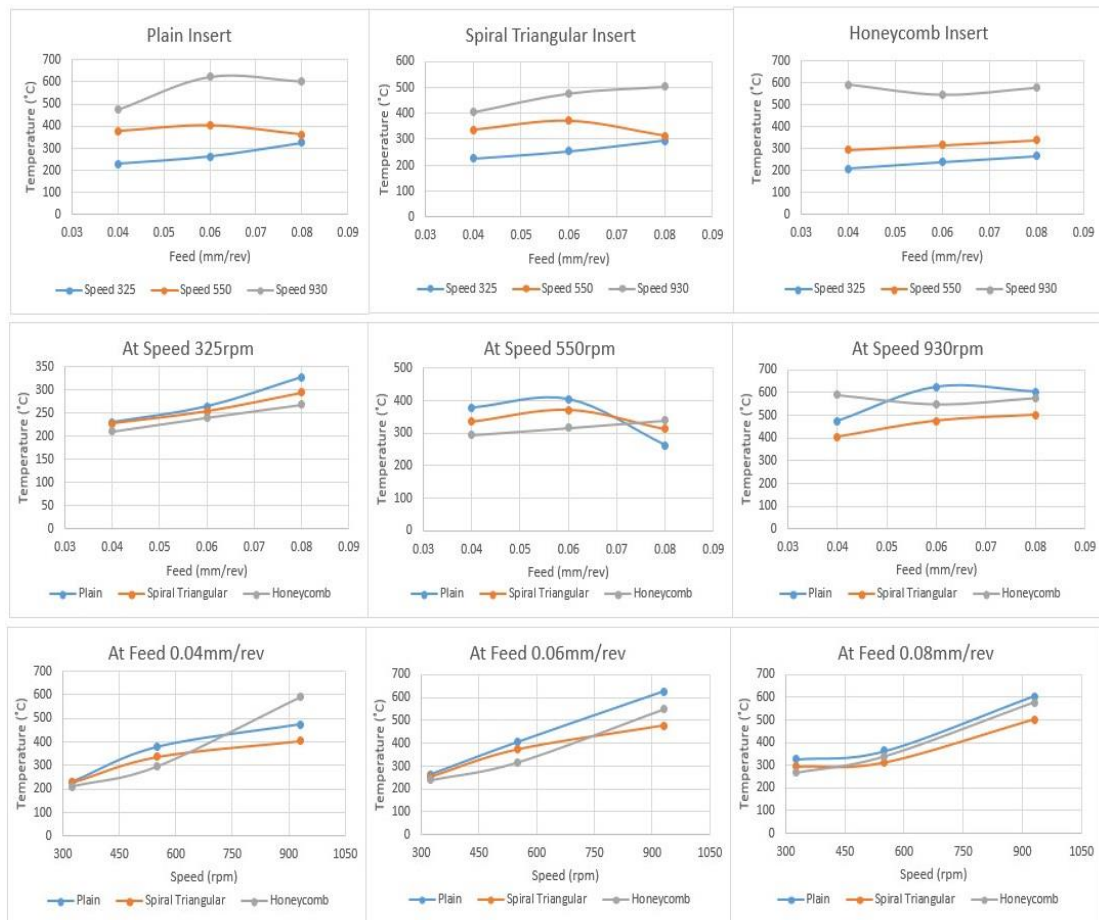 Plain Insert
Temperature (°C)
700
600
500
400
300
200
100
0
0.03 0.04 0.05 0.06 0.07 0.08 0.09
Feed (mm/rev)
Speed 325 Speed 550 Speed 930
Spiral Triangular Insert
Temperature (°C)
600
500
400
300
200
100
0
0.03 0.04 0.05 0.06 0.07 0.08 0.09
Feed (mm/rev)
Speed 325 Speed 550 Speed 930
Honeycomb Insert
Temperature (°C)
700
600
500
400
300
200
100
0
0.03 0.04 0.05 0.06 0.07 0.08 0.09
Feed (mm/rev)
Speed 325 Speed 550 Speed 930
At Speed 325rpm
Temperature (°C)
350
300
250
200
150
100
50
0
0.03 0.04 0.05 0.06 0.07 0.08 0.09
Feed (mm/rev)
Plain Spiral Triangular Honeycomb
At Speed 550rpm
Temperature (°C)
500
400
300
200
100
0
0.03 0.04 0.05 0.06 0.07 0.08 0.09
Feed (mm/rev)
Plain Spiral Triangular Honeycomb
At Speed 930rpm
Temperature (°C)
700
600
500
400
300
200
100
0
0.03 0.04 0.05 0.06 0.07 0.08 0.09
Feed (mm/rev)
Plain Spiral Triangular Honeycomb
At Feed 0.04mm/rev
Temperature (°C)
700
600
500
400
300
200
100
0
300 450 600 750 900 1050
Speed (rpm)
Plain Spiral Triangular Honeycomb
At Feed 0.06mm/rev
Temperature (°C)
700
600
500
400
300
200
100
0
300 450 600 750 900 1050
Speed (rpm)
Plain Spiral Triangular Honeycomb
At Feed 0.08mm/rev
Temperature (°C)
700
600
500
400
300
200
100
0
300 450 600 750 900 1050
Speed (rpm)
Plain Spiral Triangular Honeycomb